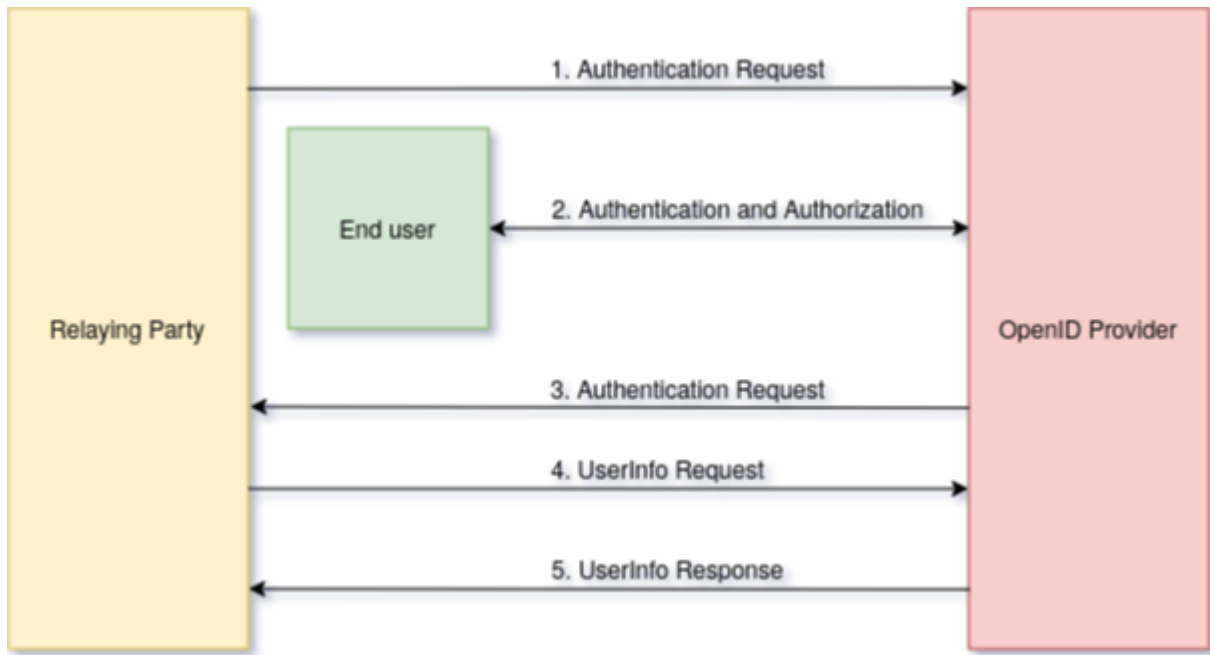 1. Authentication Request
End user
2. Authentication and Authorization
Relaying Party
OpenID Provider
3. Authentication Request
4. UserInfo Request
5. UserInfo Response